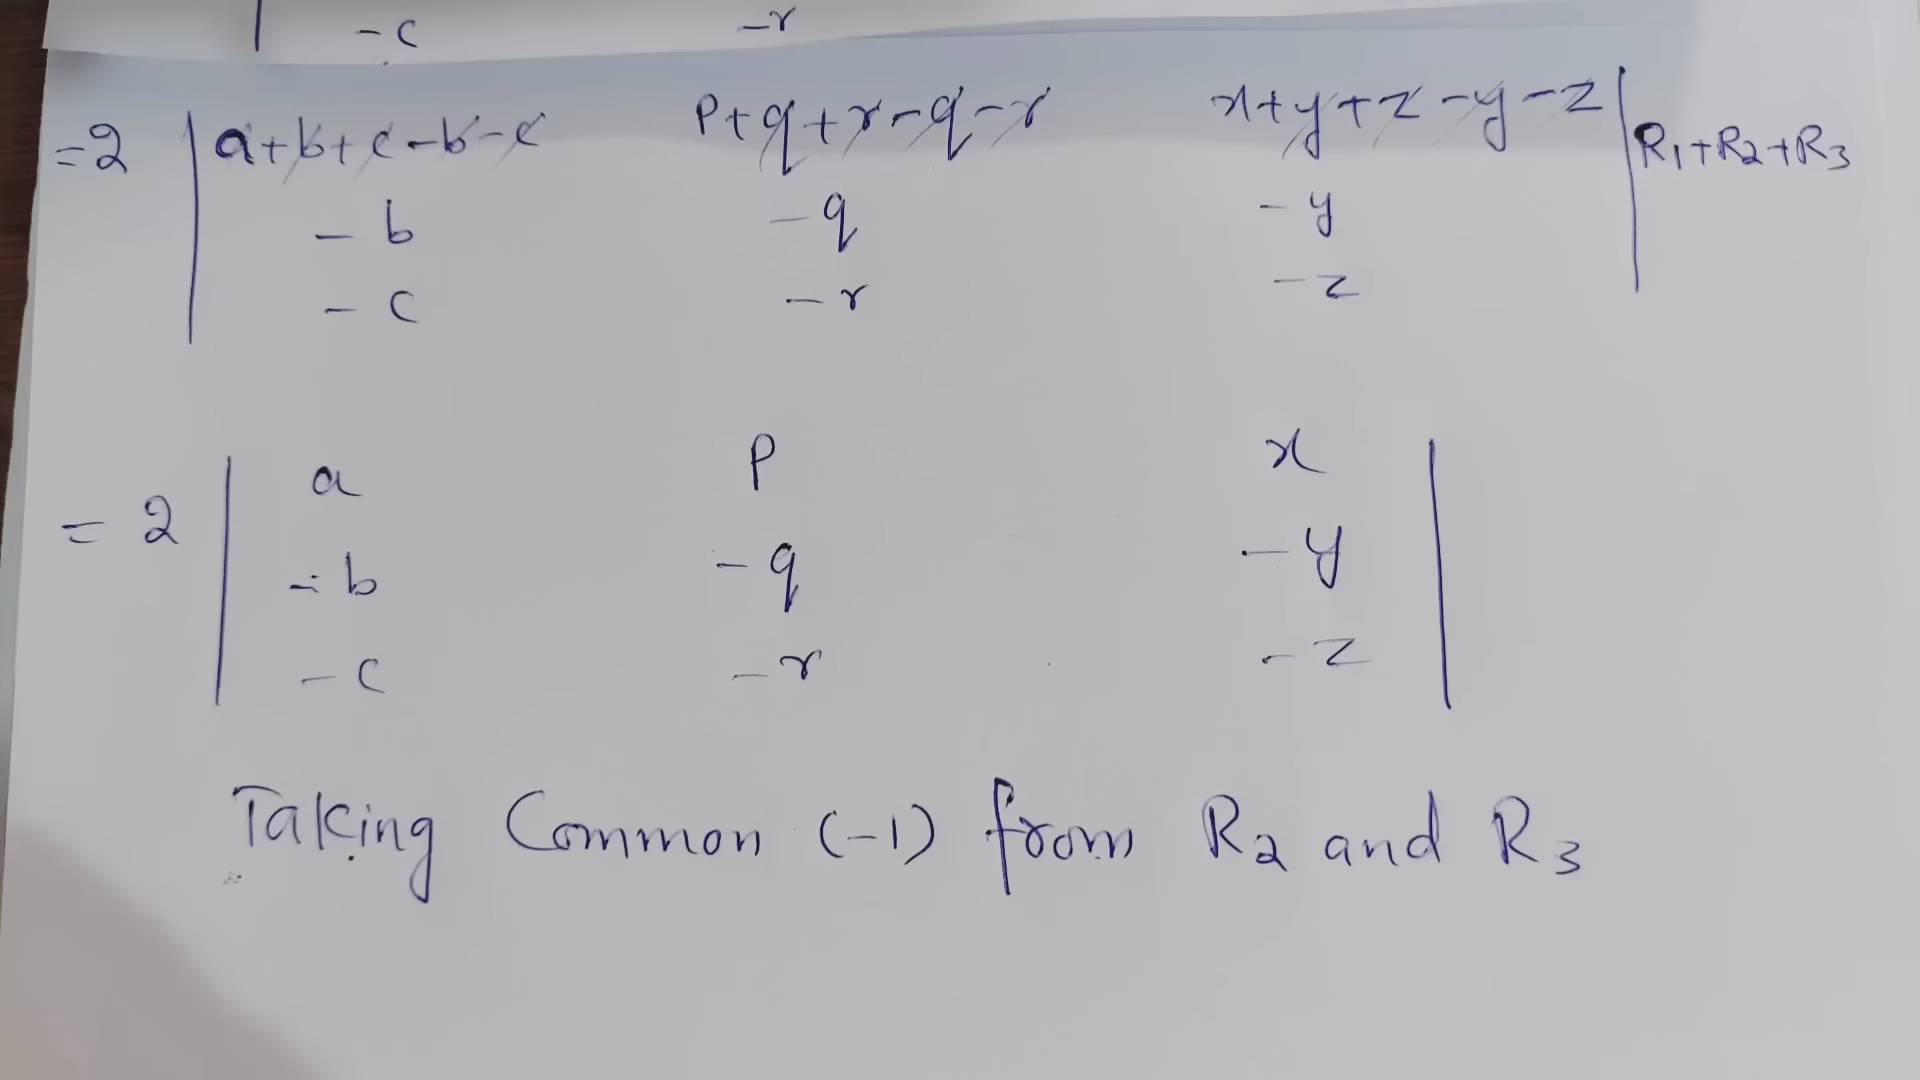 -c -r
=2 | a+b+c-b-c p+q+r-q-r x+y+z-y-z | R1+R2+R3
-b -q -y
-c -r -z
= 2 | a p x |
-b -q -y
-c -r -z
Taking Common (-1) from R2 and R3